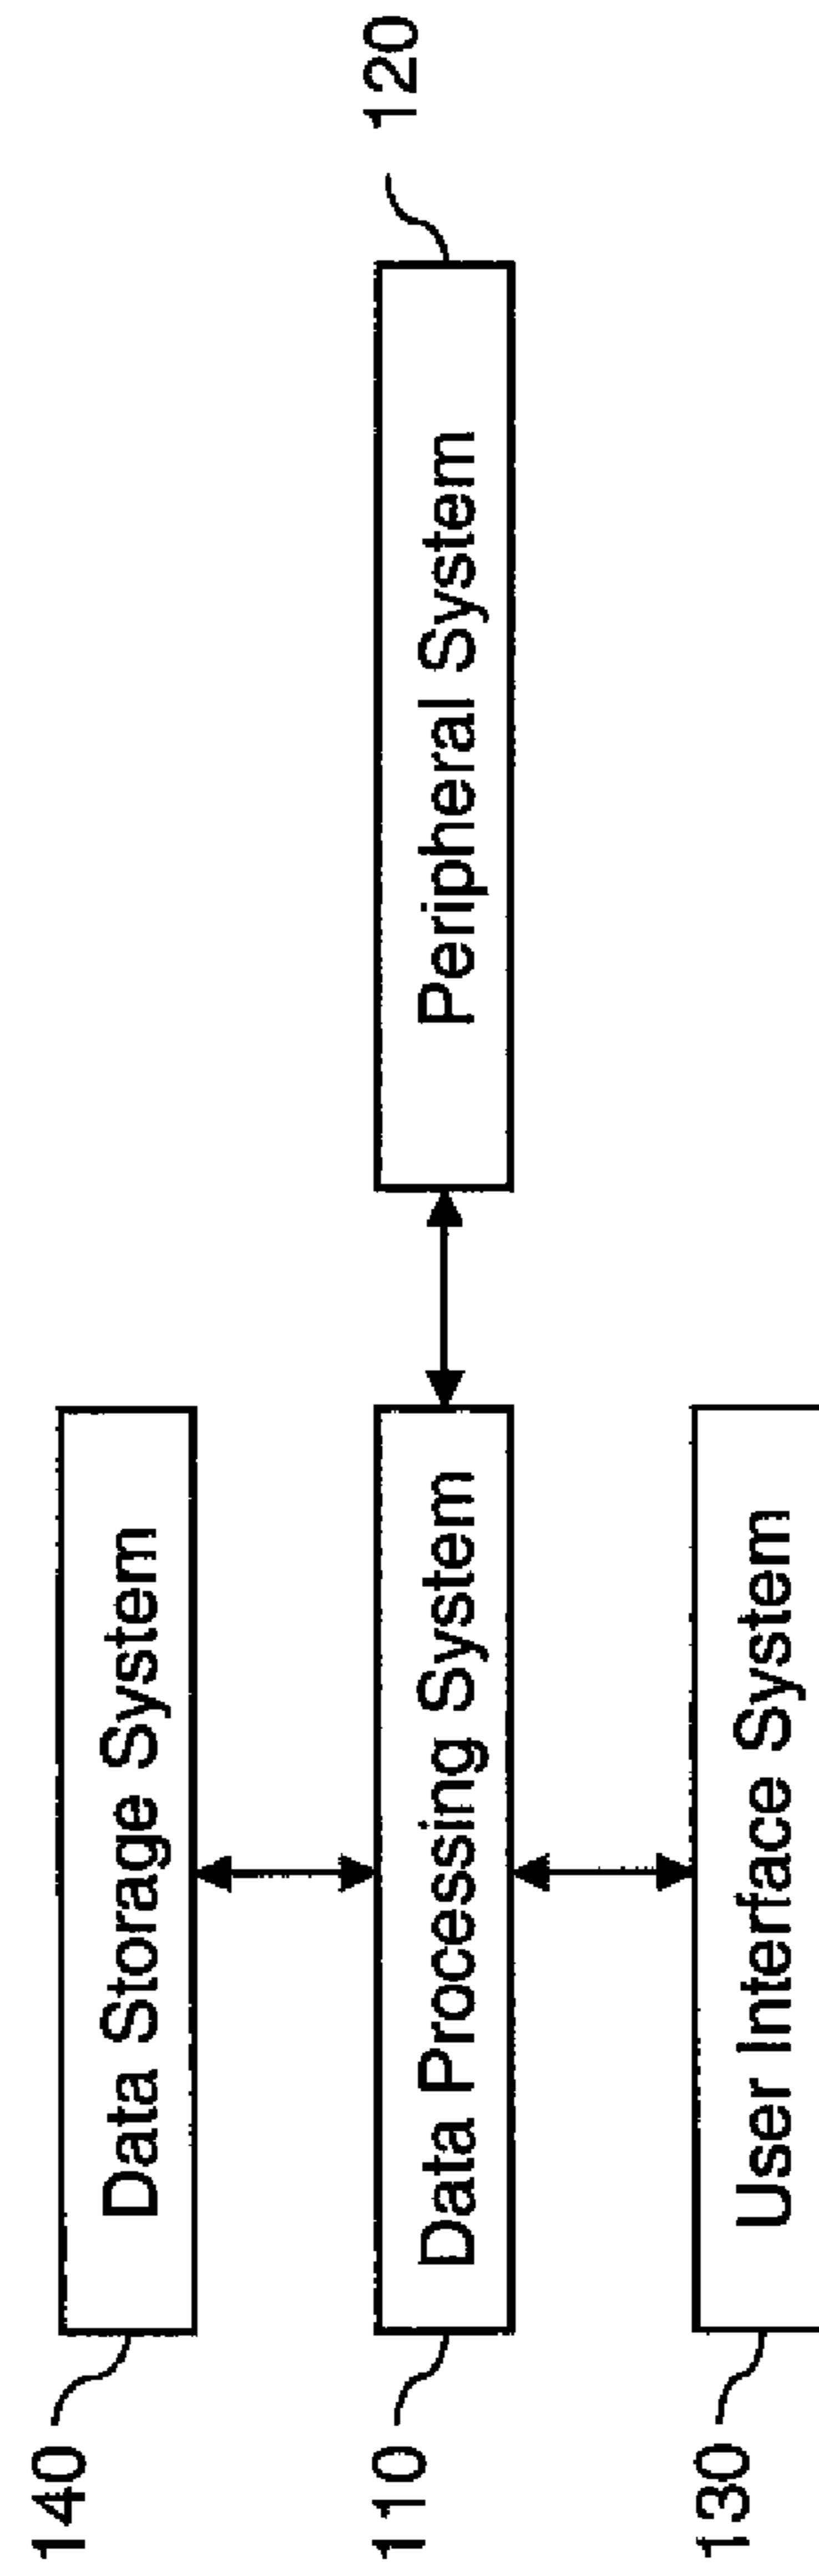 140
Data Storage System
110
Data Processing System
Peripheral System
120
130
User Interface System